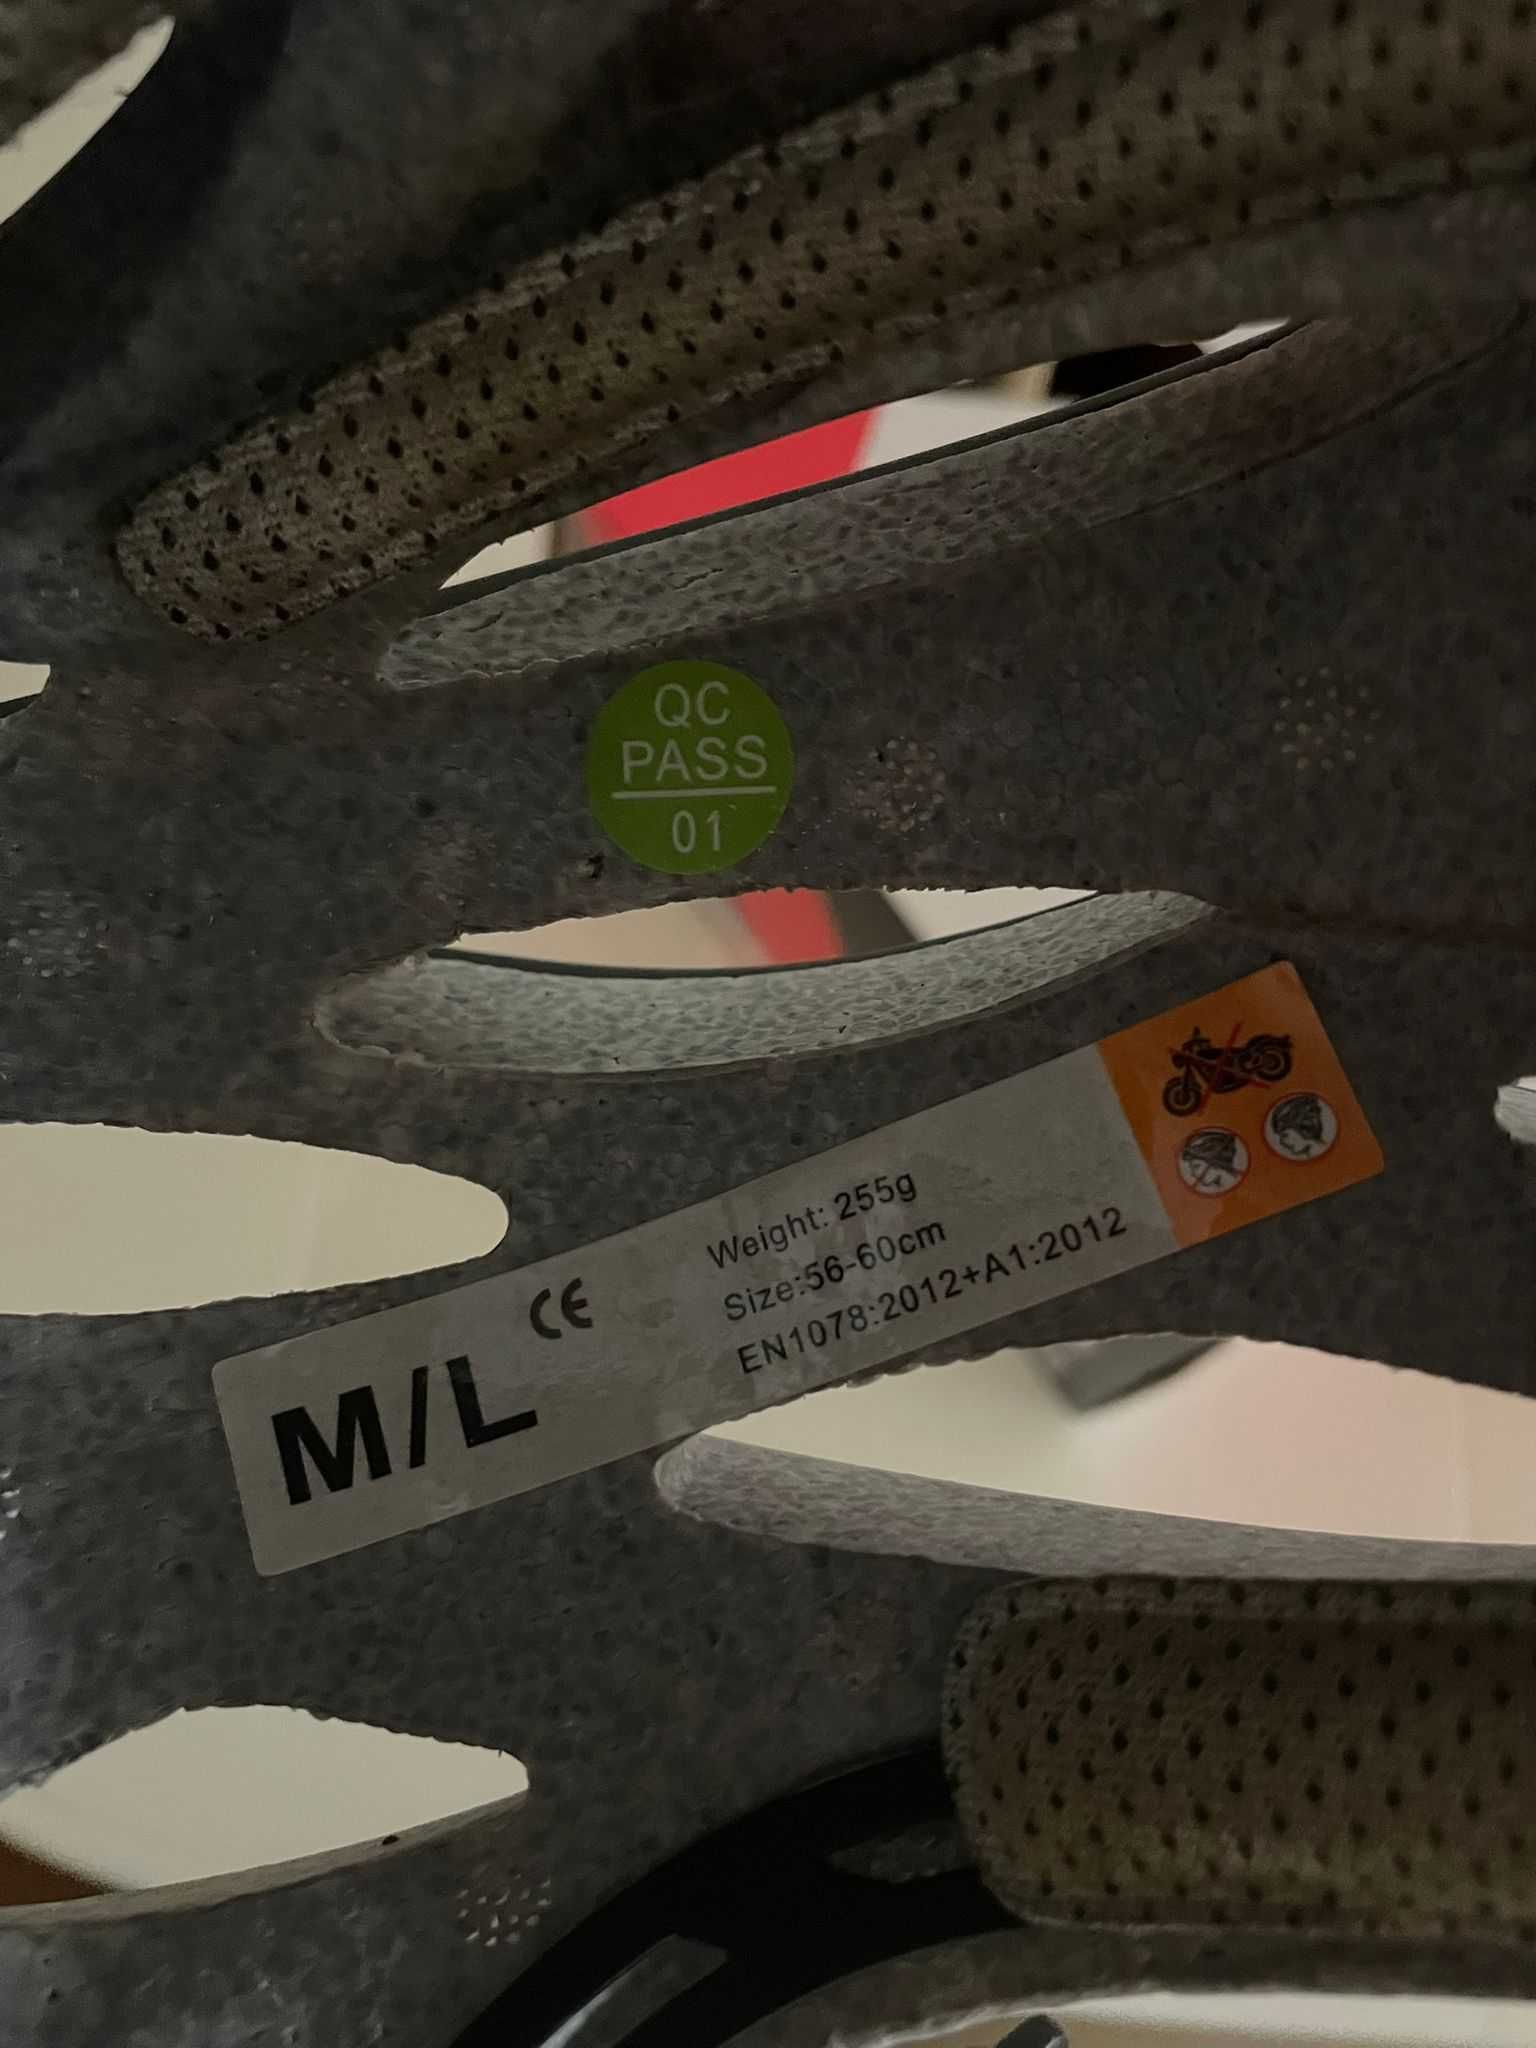 QC
PASS
01
M/L
CE
Weight: 255g
Size:56-60cm
EN1078:2012+A1:2012